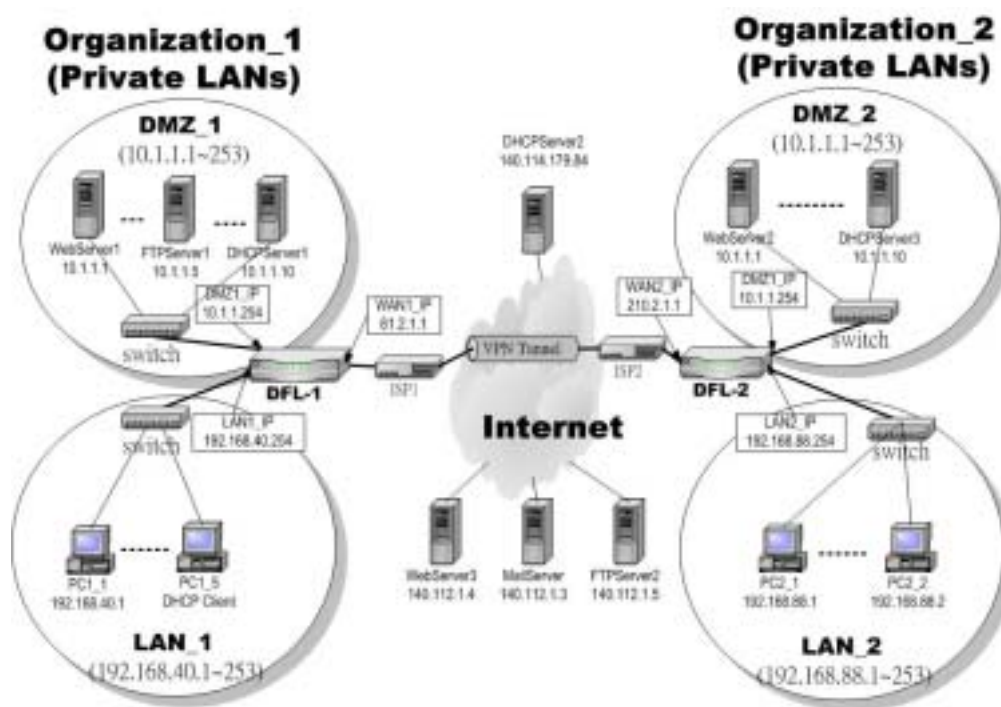 Organization_1
(Private LANs)
Organization_2
(Private LANs)
DMZ_1
(10.1.1.1~253)
WebServer1
10.1.1.1
FTPServer1
10.1.1.5
DHCPServer1
10.1.1.10
DMZ1_IP
10.1.1.254
switch
DHCPServer2
140.114.179.84
DMZ_2
(10.1.1.1~253)
WebServer2
10.1.1.1
DHCPServer3
10.1.1.10
DMZ1_IP
10.1.1.254
switch
WAN1_IP
61.2.1.1
WAN2_IP
210.2.1.1
DFL-1
ISP1
VPN Tunnel
ISP2
DFL-2
Internet
LAN1_IP
192.168.40.254
switch
PC1_1
192.168.40.1
PC1_5
DHCP Client
LAN_1
(192.168.40.1~253)
WebServer3
140.112.1.4
MailServer
140.112.1.3
FTPServer2
140.112.1.5
LAN2_IP
192.168.88.254
switch
PC2_1
192.168.88.1
PC2_2
192.168.88.2
LAN_2
(192.168.88.1~253)